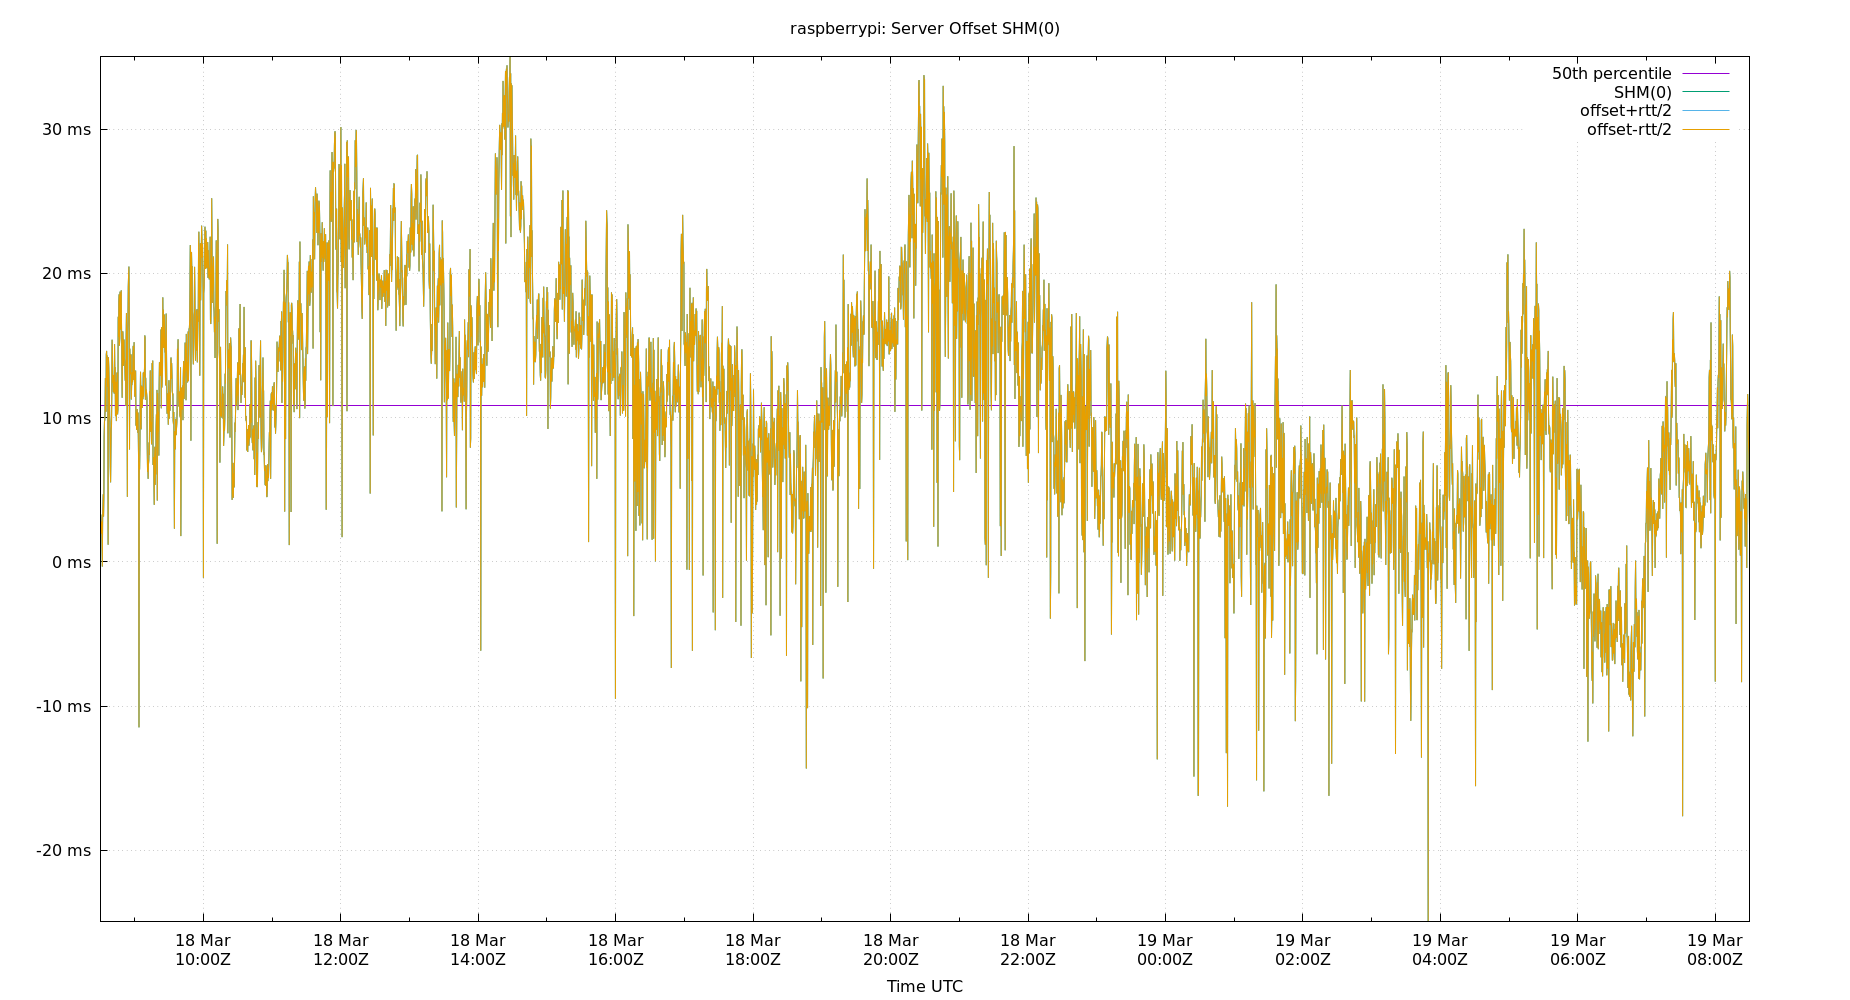 raspberrypi: Server Offset SHM(0)
50th percentile
SHM(0)
offset+rtt/2
offset-rtt/2
30 ms
20 ms
10 ms
0 ms
-10 ms
-20 ms
18 Mar 18 Mar 18 Mar 18 Mar 18 Mar 18 Mar 18 Mar 19 Mar 19 Mar 19 Mar 19 Mar 19 Mar
10:00Z 12:00Z 14:00Z 16:00Z 18:00Z 20:00Z 22:00Z 00:00Z 02:00Z 04:00Z 06:00Z 08:00Z
Time UTC